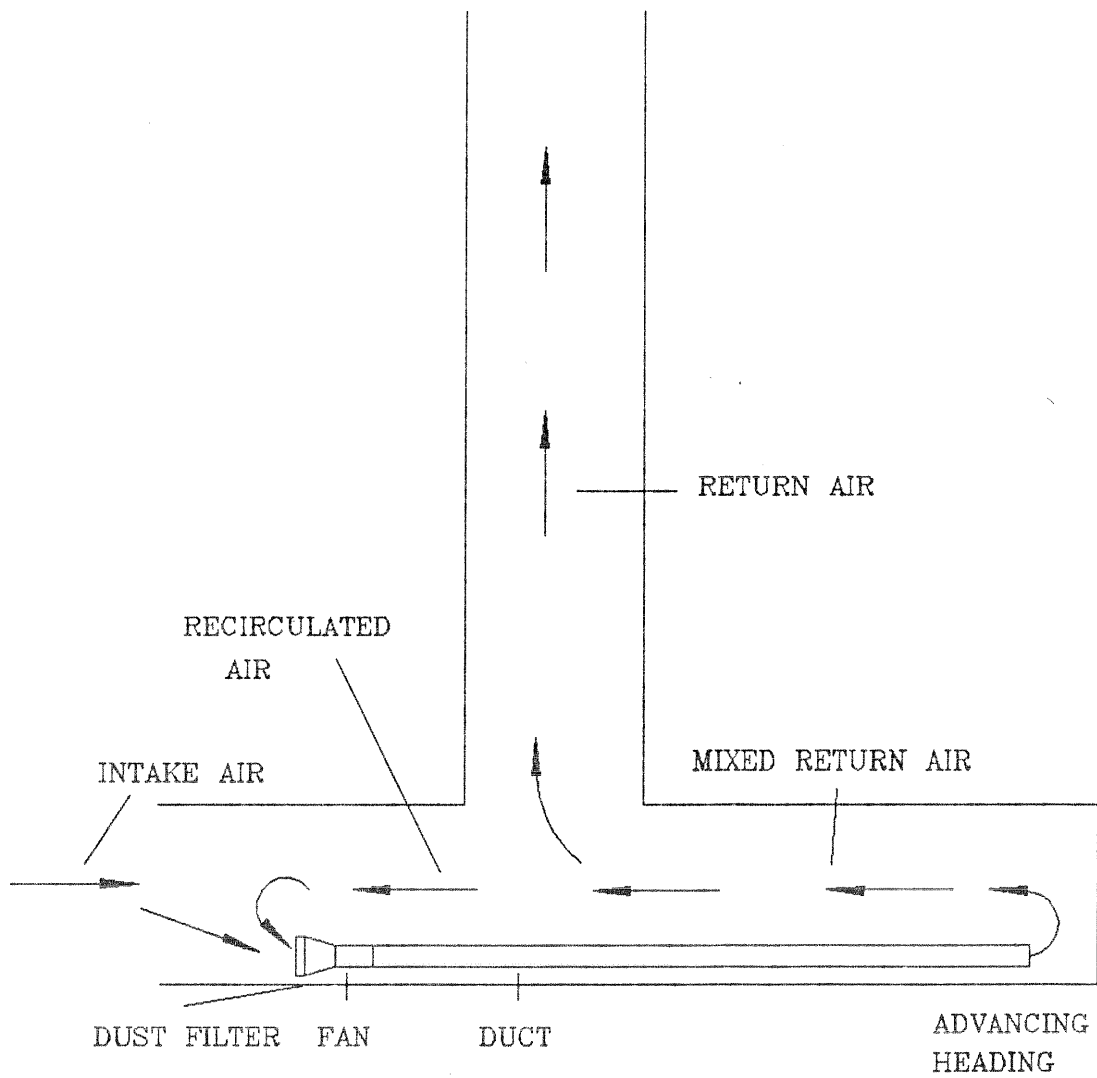 RETURN AIR
RECIRCULATED
AIR
INTAKE AIR
MIXED RETURN AIR
DUST FILTER
FAN
DUCT
ADVANCING
HEADING